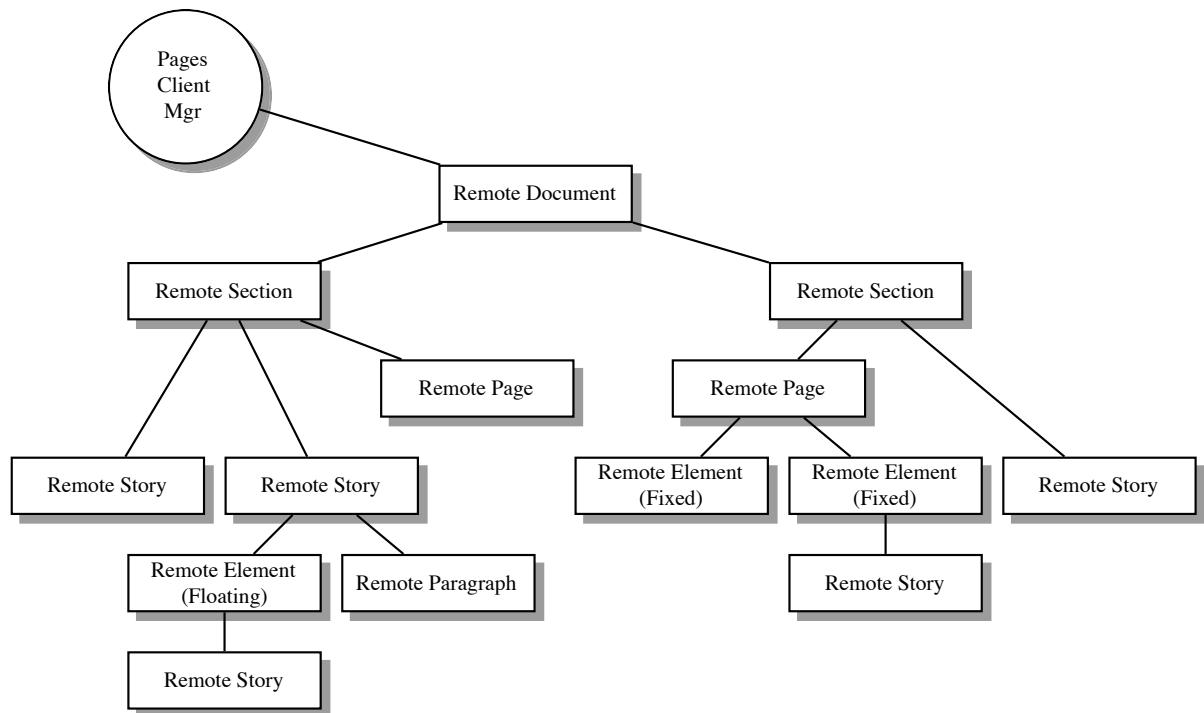 Pages
Client
Mgr
Remote Document
Remote Section
Remote Section
Remote Page
Remote Page
Remote Story
Remote Story
Remote Element
(Fixed)
Remote Element
(Fixed)
Remote Story
Remote Element
(Floating)
Remote Paragraph
Remote Story
Remote Story